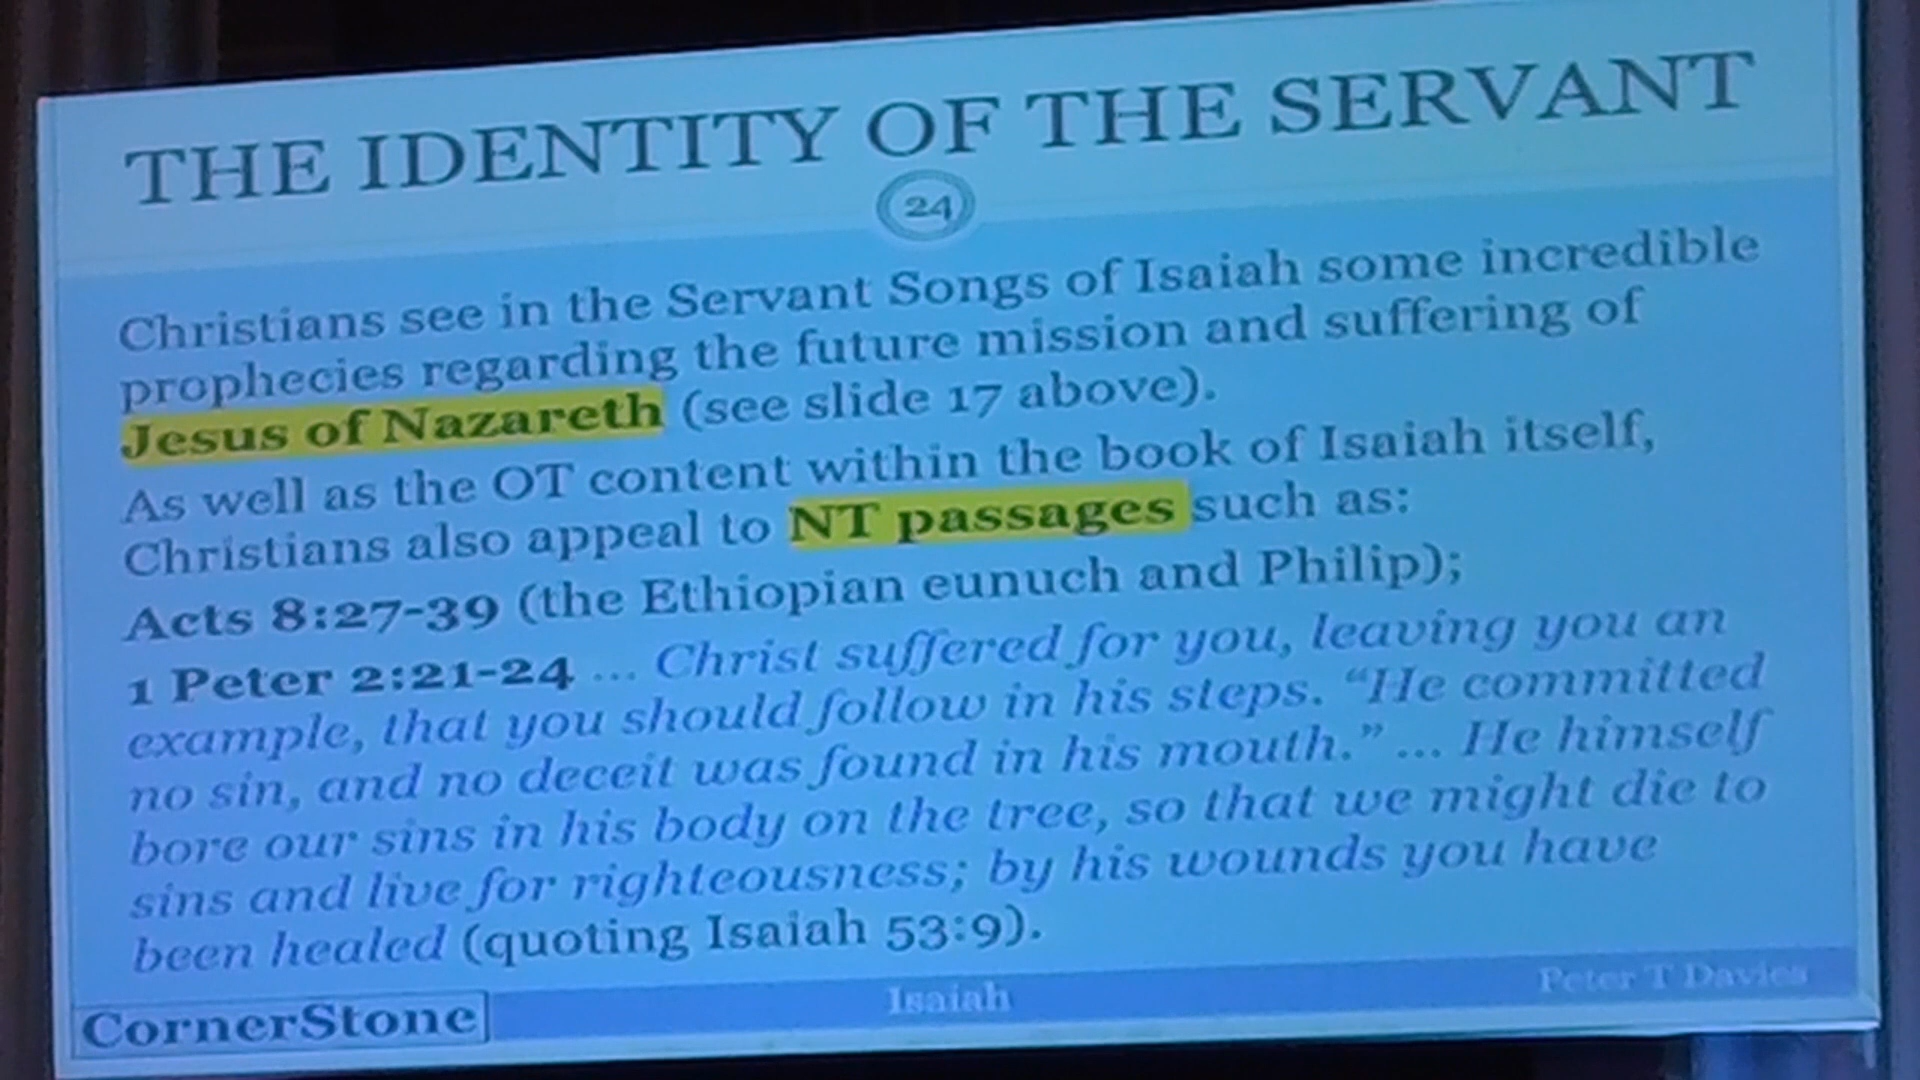 THE IDENTITY OF THE SERVANT
24
Christians see in the Servant Songs of Isaiah some incredible
prophecies regarding the future mission and suffering of
Jesus of Nazareth (see slide 17 above).
As well as the OT content within the book of Isaiah itself,
Christians also appeal to NT passages such as:
Acts 8:27-39 (the Ethiopian eunuch and Philip);
1 Peter 2:21-24 ... Christ suffered for you, leaving you an
example, that you should follow in his steps. “He committed
no sin, and no deceit was found in his mouth.” ... He himself
bore our sins in his body on the tree, so that we might die to
sins and live for righteousness; by his wounds you have
been healed (quoting Isaiah 53:9).
CornerStone
Isaiah
Peter T Davies